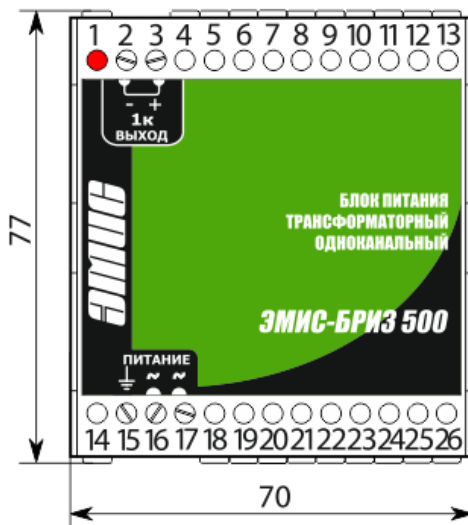 1 2 3 4 5 6 7 8 9 10 11 12 13
- +
1к
ВЫХОД
77
ЭМИС
БЛОК ПИТАНИЯ
ТРАНСФОРМАТОРНЫЙ
ОДНОКАНАЛЬНЫЙ
ЭМИС-БРИЗ 500
ПИТАНИЕ
~ ~
14 15 16 17 18 19 20 21 22 23 24 25 26
70